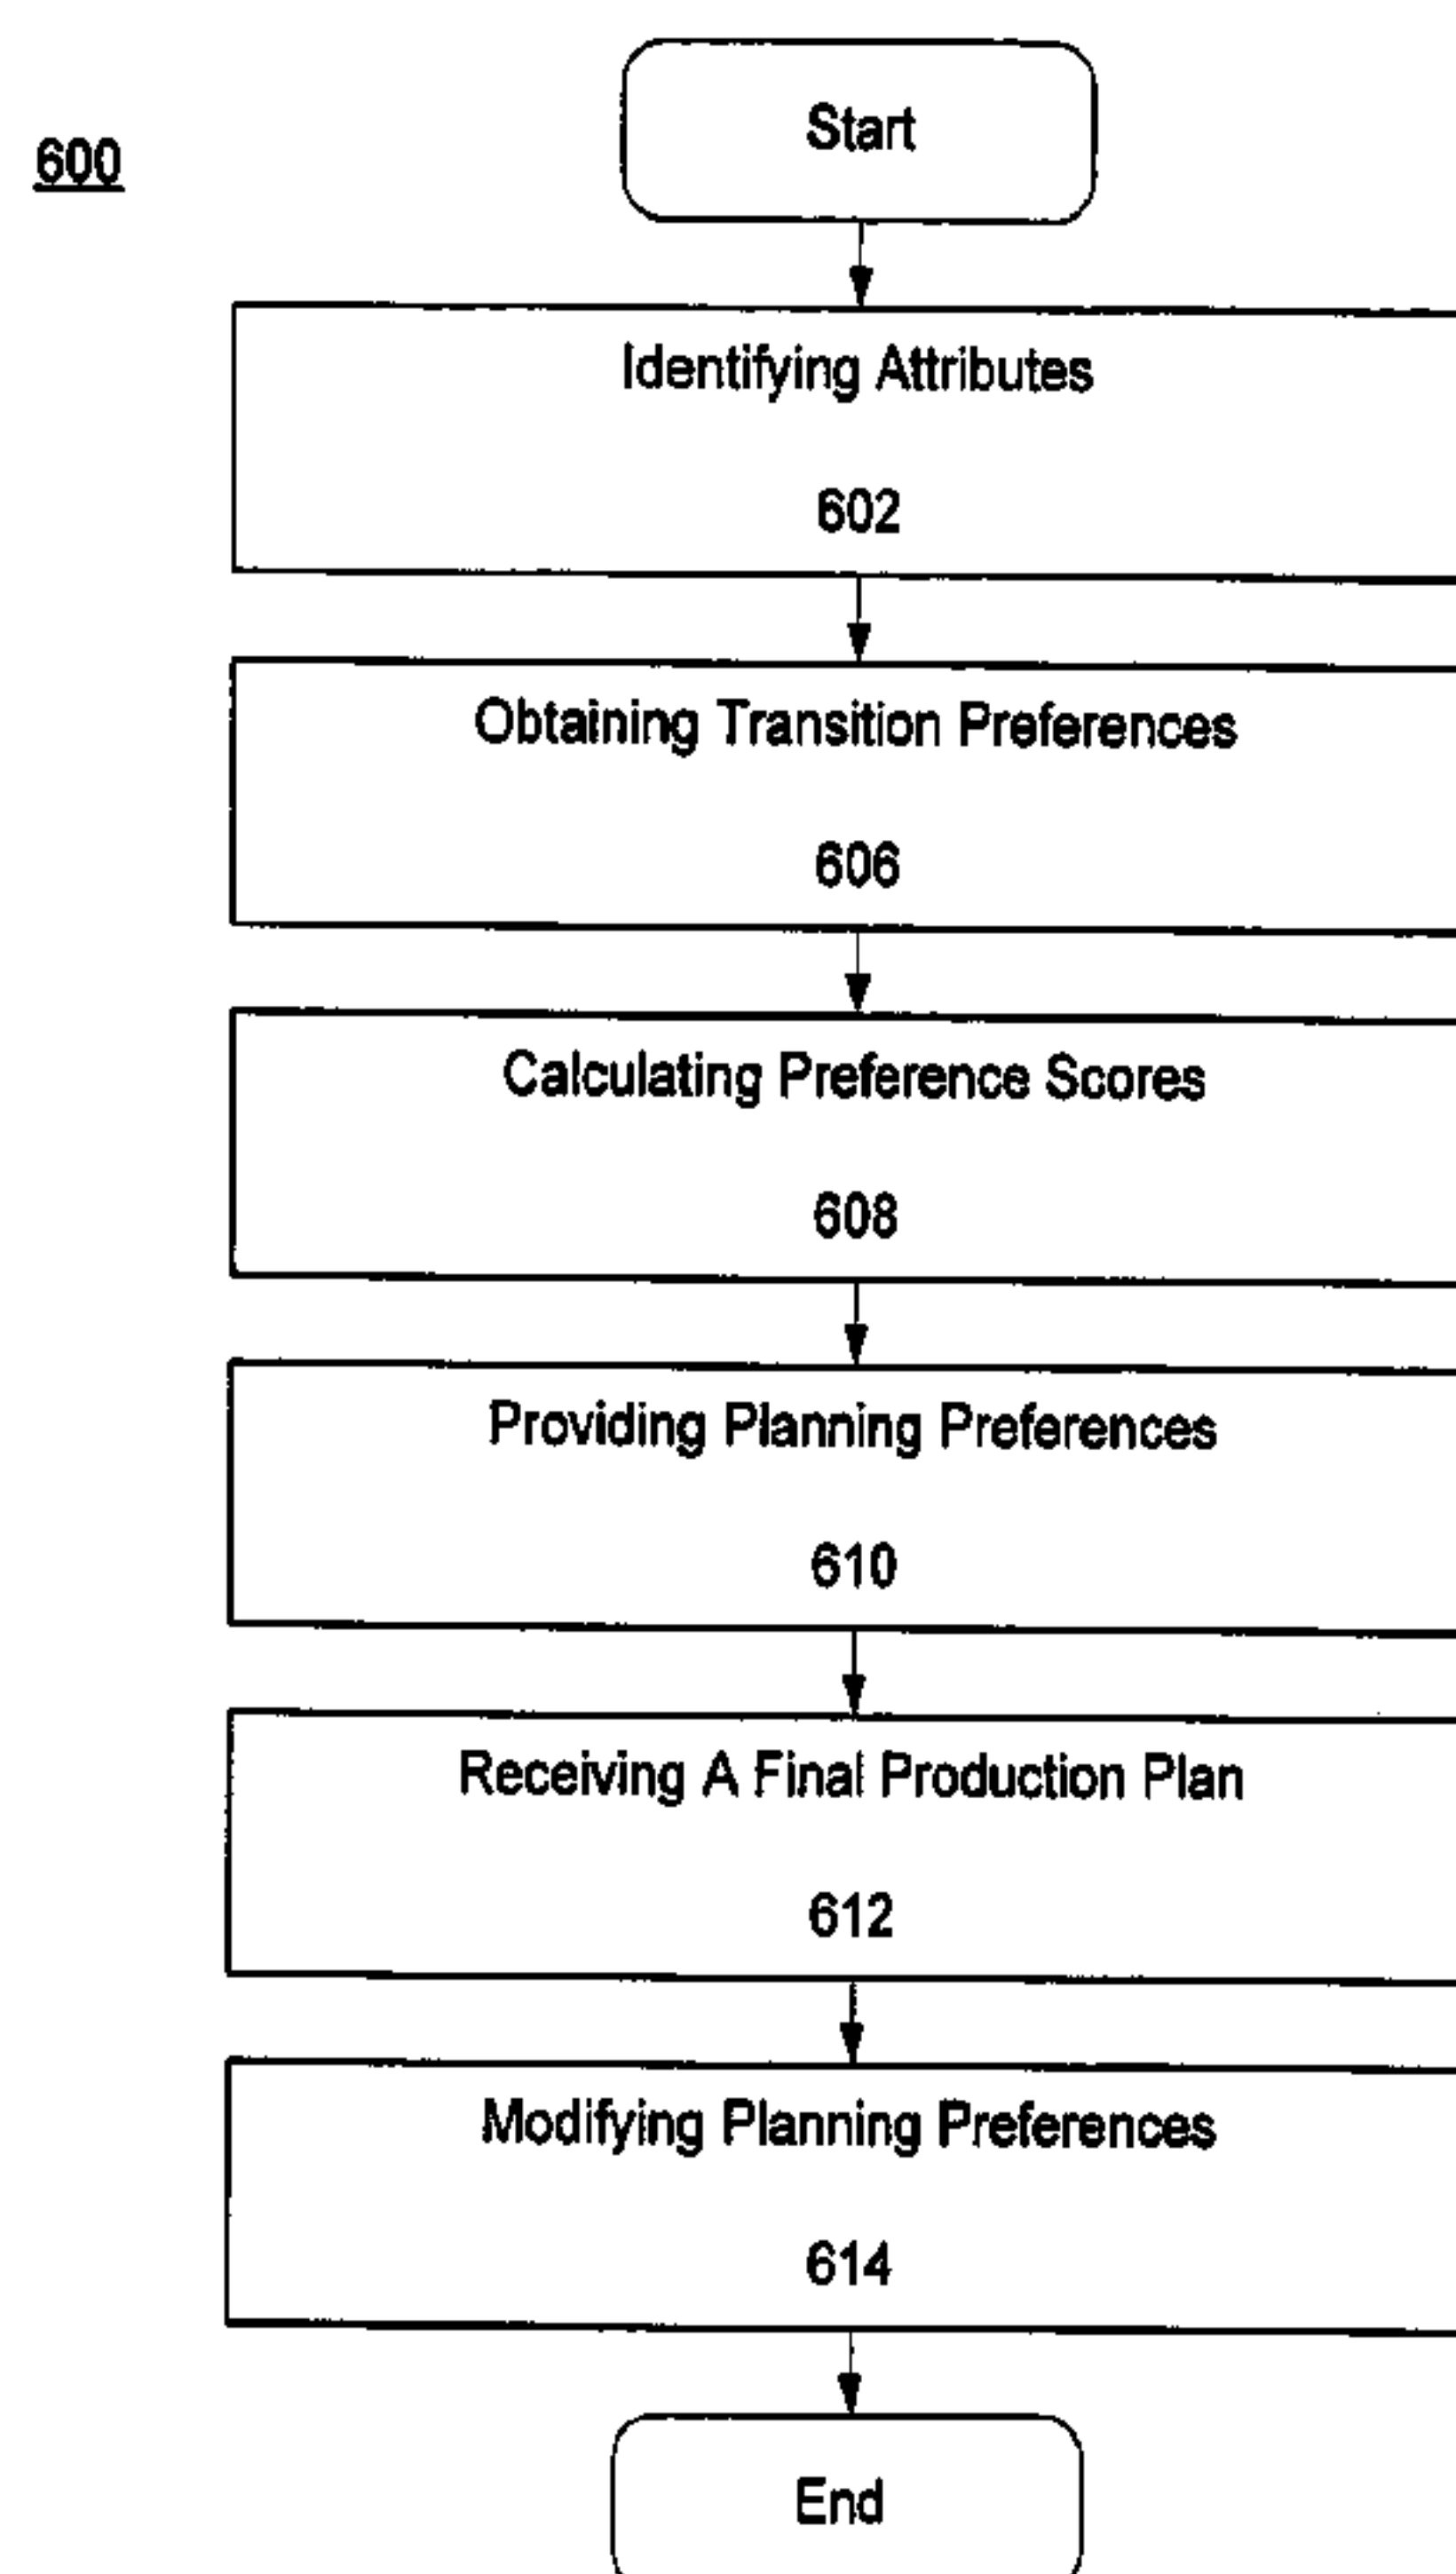 Start
600
Identifying Attributes
602
Obtaining Transition Preferences
606
Calculating Preference Scores
608
Providing Planning Preferences
610
Receiving A Final Production Plan
612
Modifying Planning Preferences
614
End